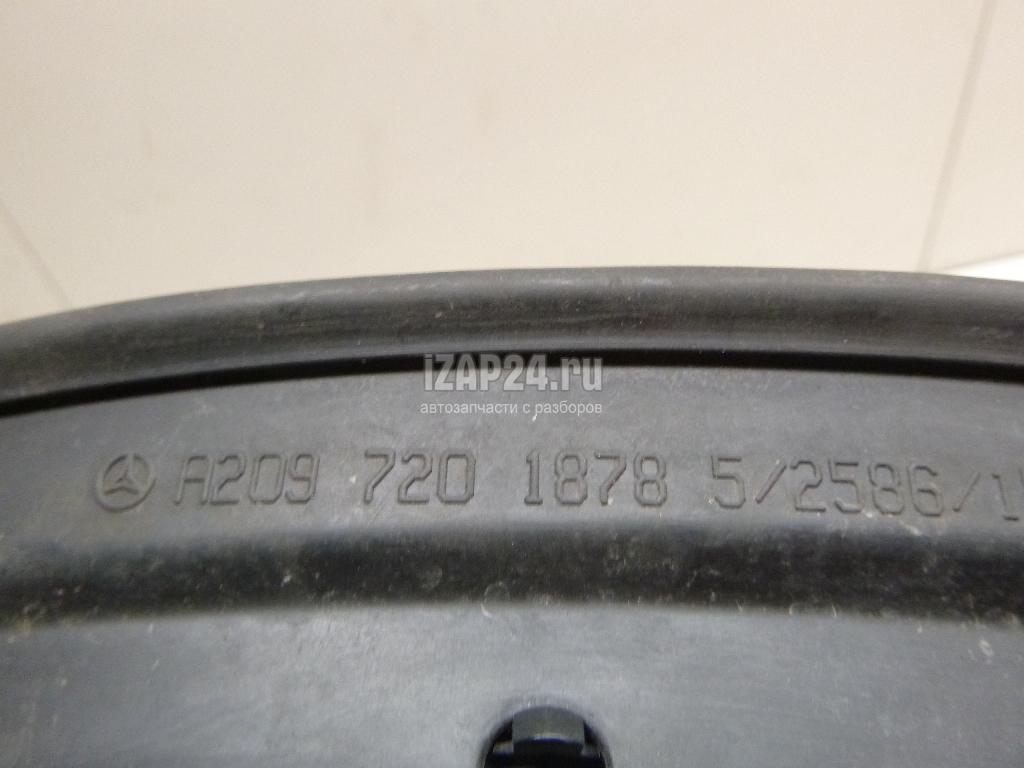 iZAP24.ru
автозапчасти с разборов
A209 720 1878 5/2586/1